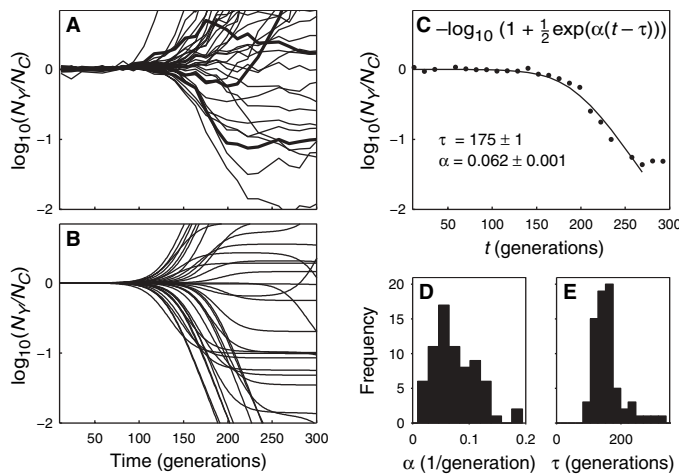 A
log10(NY/NC)
1
0
-1
-2
B
log10(NY/NC)
0
-1
-2
50 100 150 200 250 300
Time (generations)
C
−log10 (1 + 1/2 exp(α(t − τ)))
log10(NY/NC)
0
-1
-2
τ = 175 ± 1
α = 0.062 ± 0.001
50 100 150 200 250 300
t (generations)
D
Frequency
20
15
10
5
0
0 0.1 0.2
α (1/generation)
E
0 200
τ (generations)